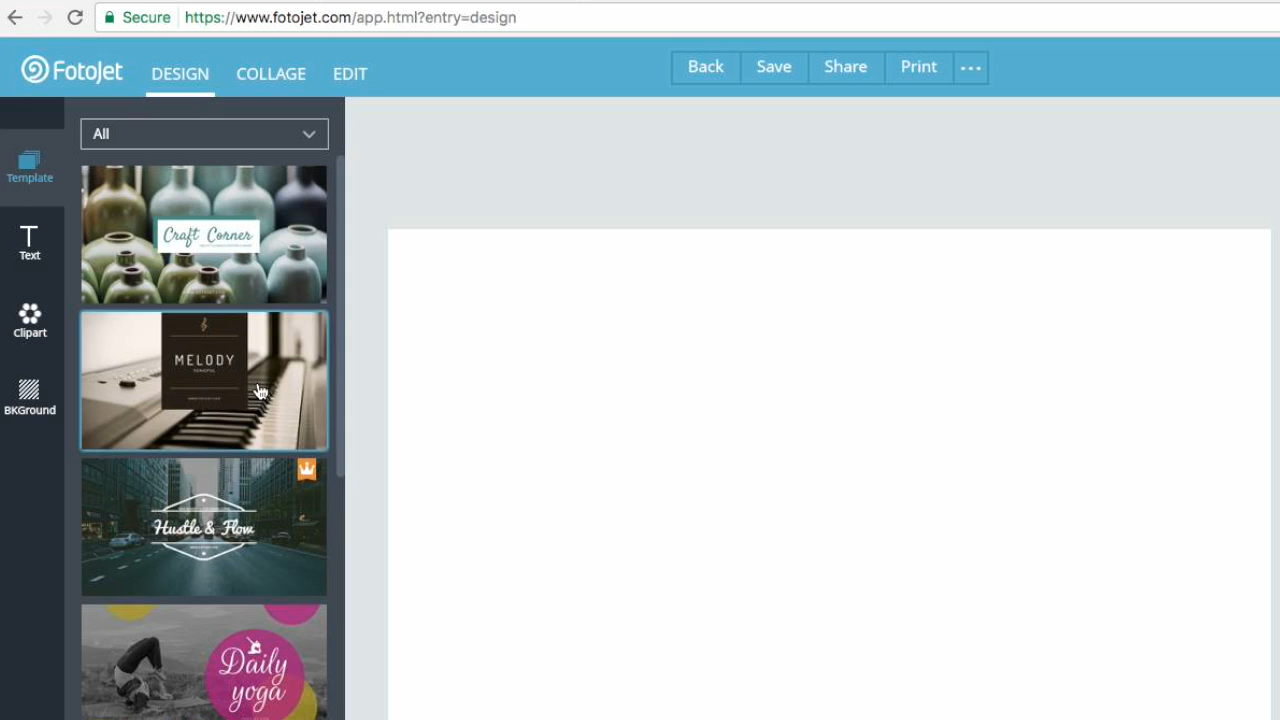 Secure https://www.fotojet.com/app.html?entry=design
FotoJet DESIGN COLLAGE EDIT Back Save Share Print ...
All
Template
Text
Clipart
BKGround
Craft Corner
MELODY
Hustle & Flow
Daily
yoga